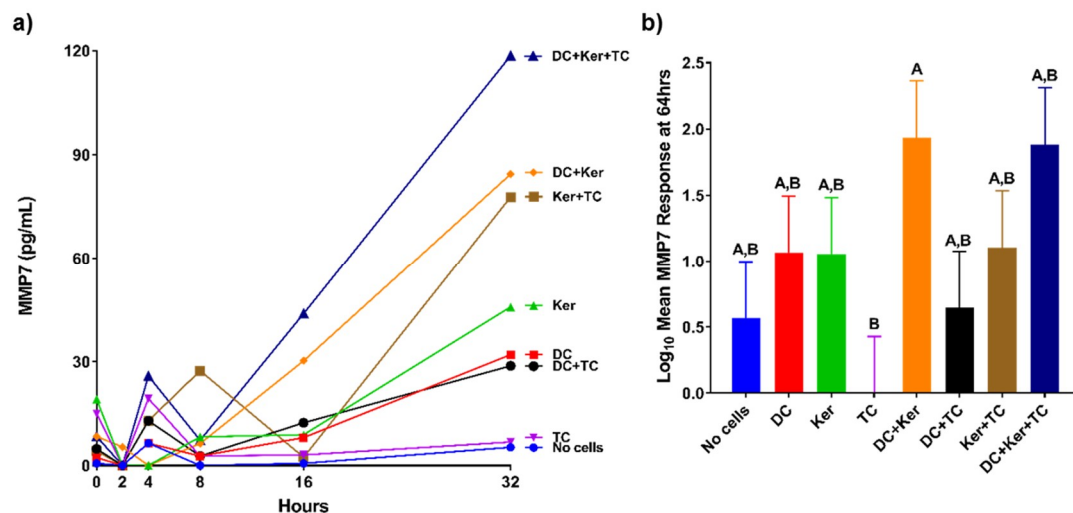 a)
MMP7 (pg/mL)
120
90
60
30
0
0 2 4 8 16 32
Hours
DC+Ker+TC
DC+Ker
Ker+TC
Ker
DC
DC+TC
TC
No cells
b)
Log10 Mean MMP7 Response at 64hrs
2.5
2.0
1.5
1.0
0.5
0.0
A,B
A,B
A,B
B
A
A,B
A,B
A,B
No cells
DC
Ker
TC
DC+Ker
DC+TC
Ker+TC
DC+Ker+TC